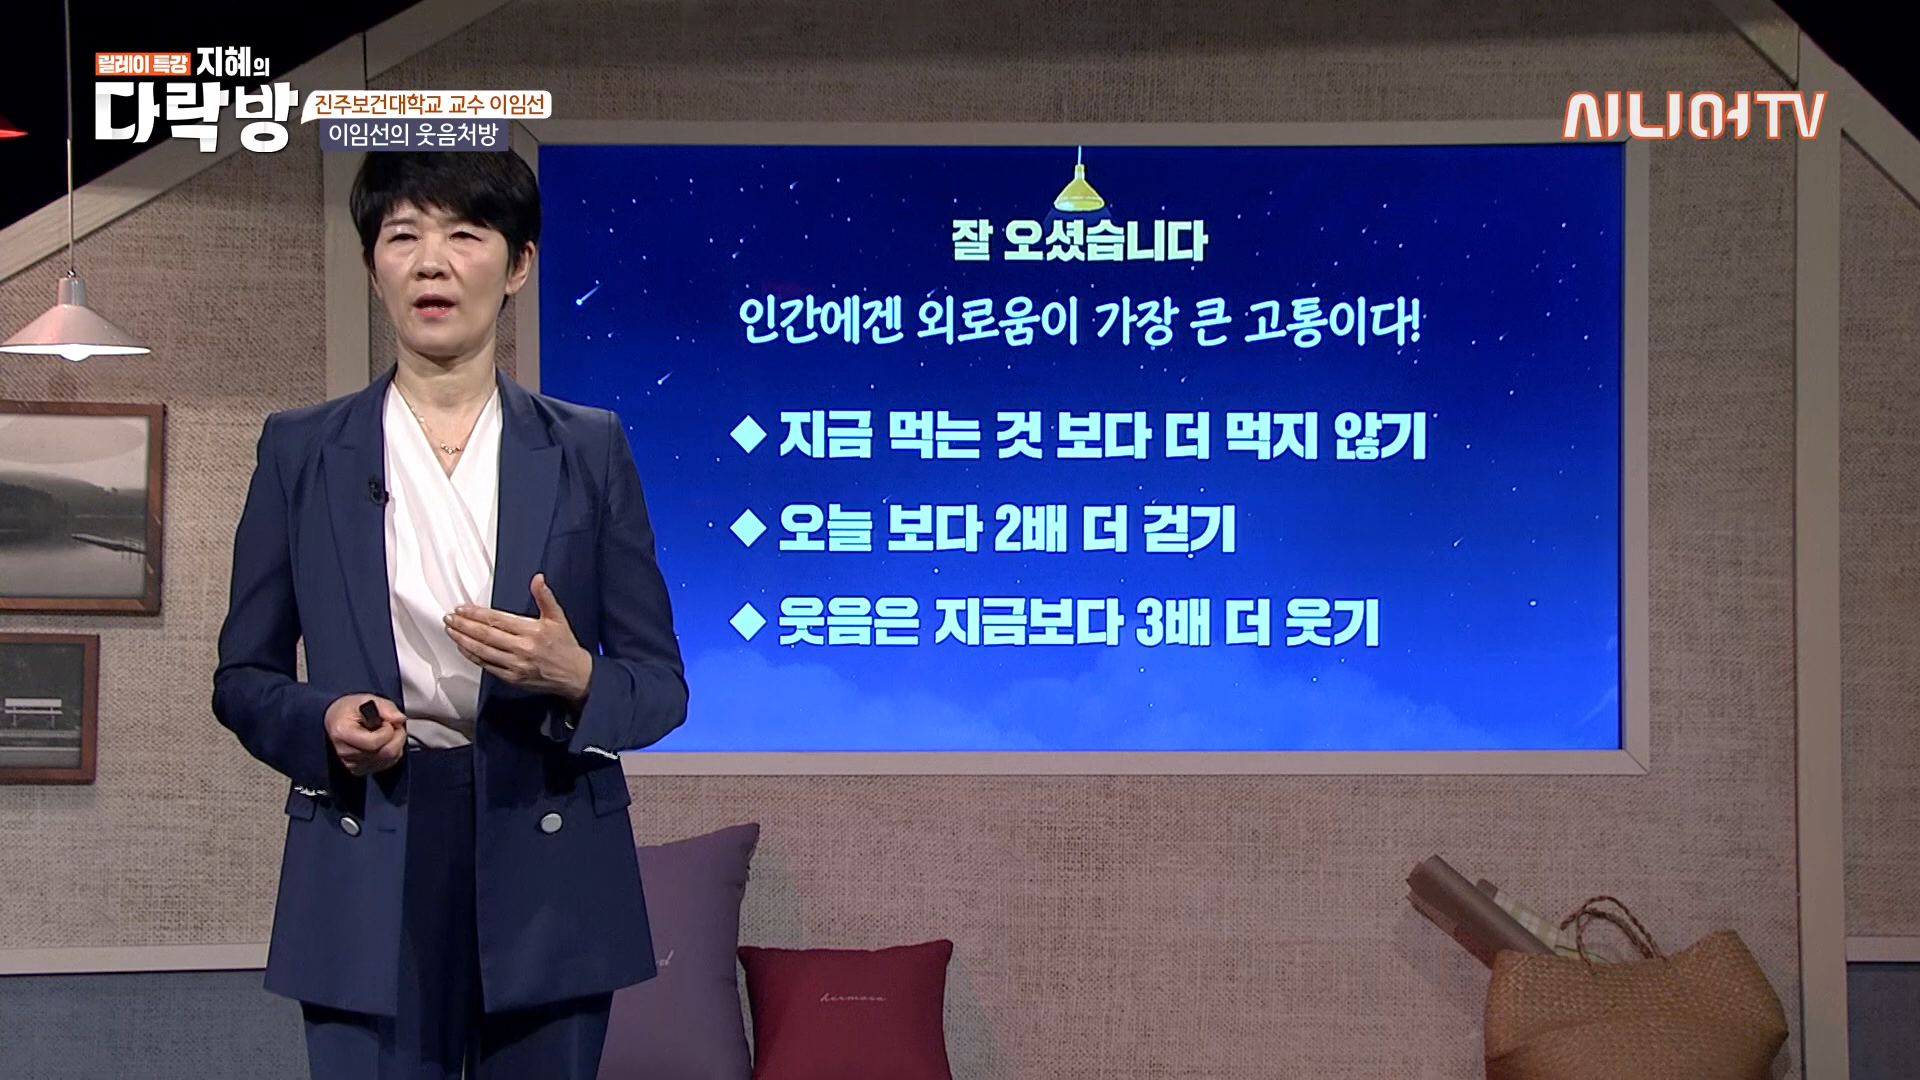 릴레이 특강 지혜의
다락방
진주보건대학교 교수 이임선
이임선의 웃음처방
시니어TV
잘 오셨습니다
인간에겐 외로움이 가장 큰 고통이다!
◆ 지금 먹는 것 보다 더 먹지 않기
◆ 오늘 보다 2배 더 걷기
◆ 웃음은 지금보다 3배 더 웃기
hermosa